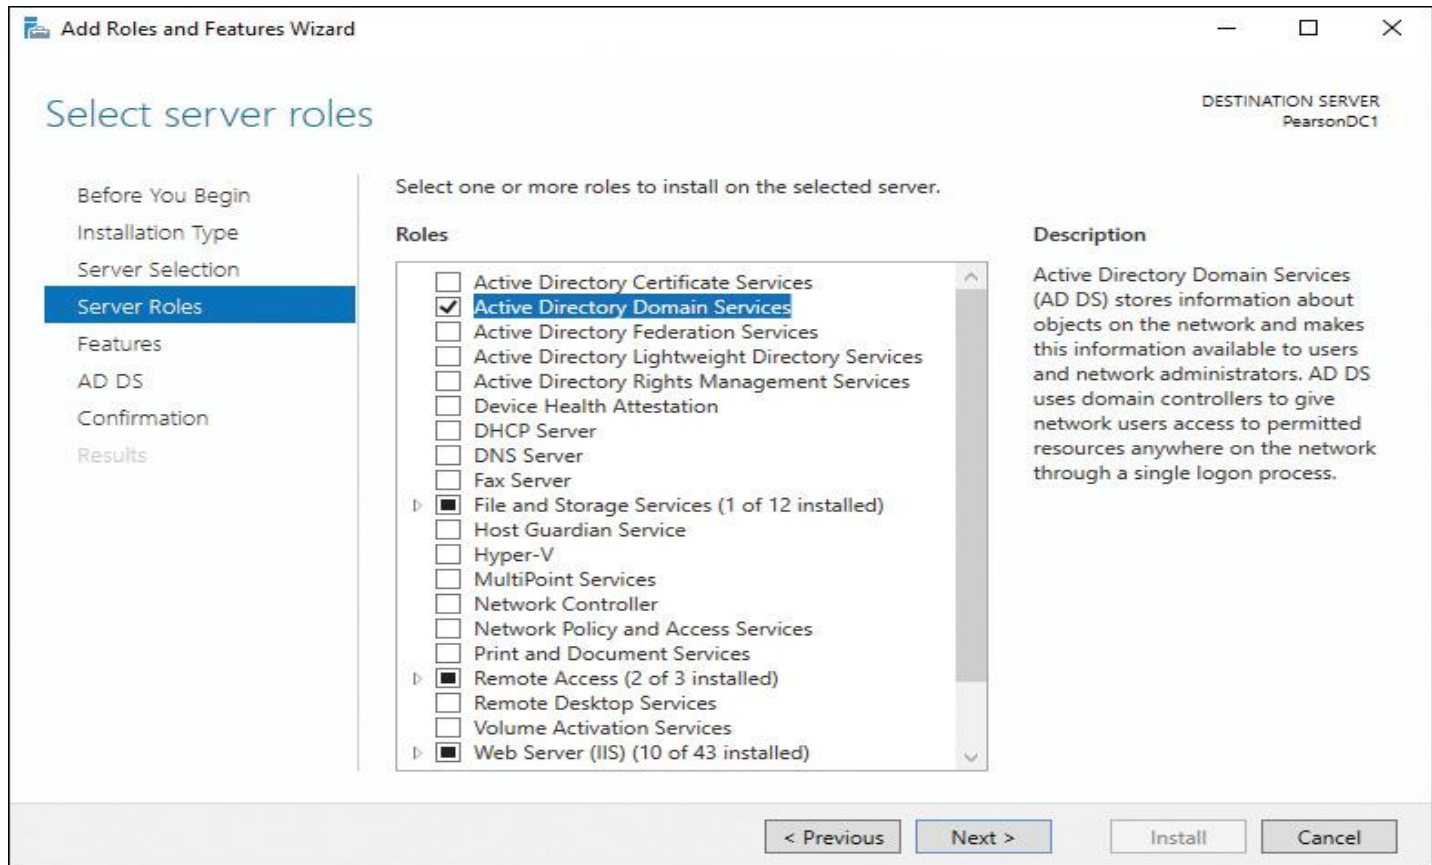 Add Roles and Features Wizard
Select server roles
DESTINATION SERVER
PearsonDC1
Before You Begin
Installation Type
Server Selection
Server Roles
Features
AD DS
Confirmation
Results
Select one or more roles to install on the selected server.
Roles
Active Directory Certificate Services
Active Directory Domain Services
Active Directory Federation Services
Active Directory Lightweight Directory Services
Active Directory Rights Management Services
Device Health Attestation
DHCP Server
DNS Server
Fax Server
File and Storage Services (1 of 12 installed)
Host Guardian Service
Hyper-V
MultiPoint Services
Network Controller
Network Policy and Access Services
Print and Document Services
Remote Access (2 of 3 installed)
Remote Desktop Services
Volume Activation Services
Web Server (IIS) (10 of 43 installed)
Description
Active Directory Domain Services
(AD DS) stores information about
objects on the network and makes
this information available to users
and network administrators. AD DS
uses domain controllers to give
network users access to permitted
resources anywhere on the network
through a single logon process.
< Previous
Next >
Install
Cancel